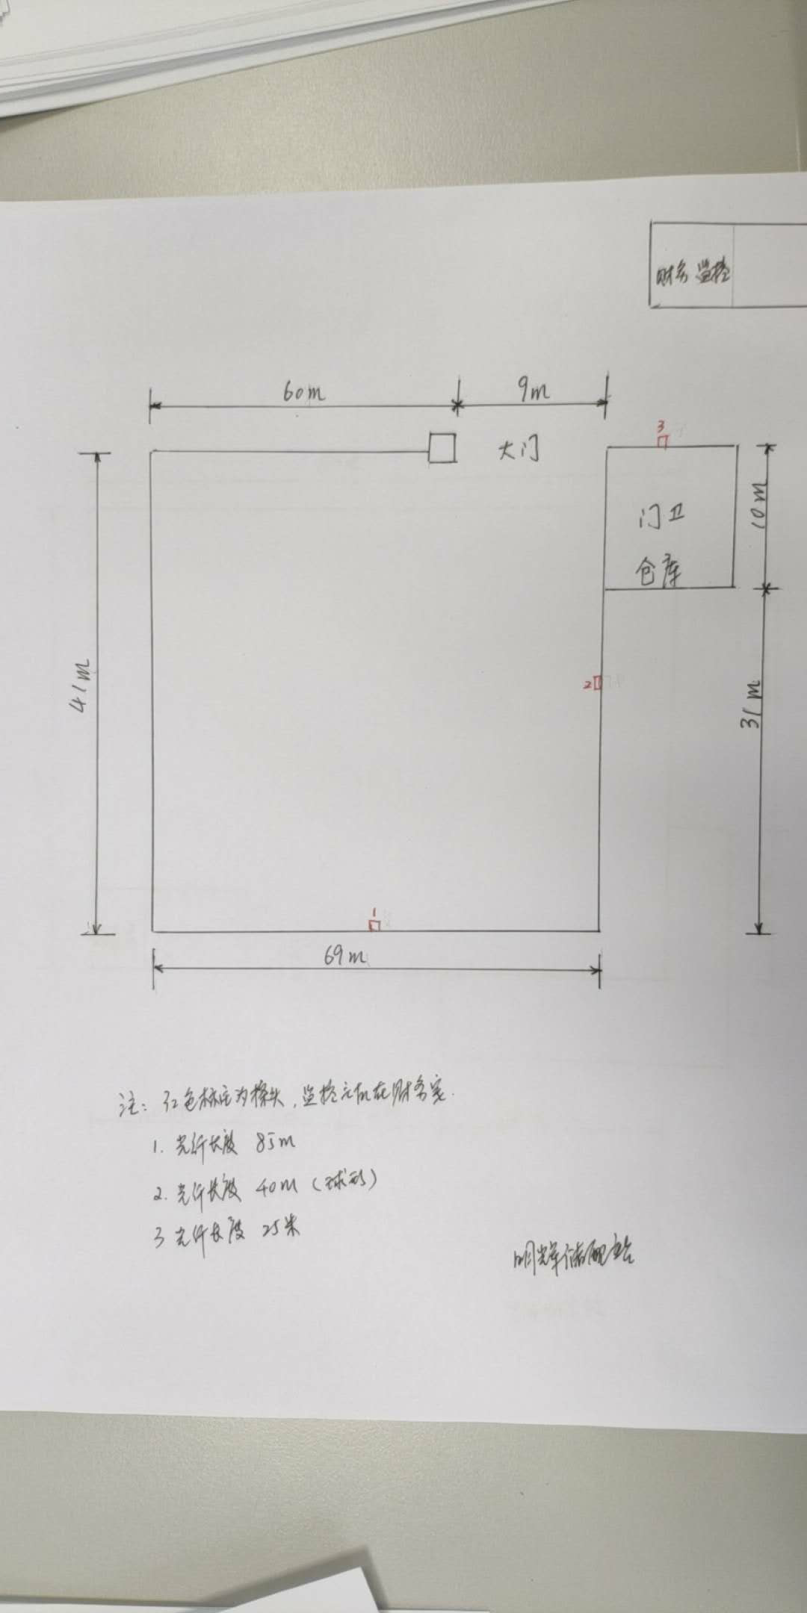 财务 监控
60m
9m
3
大门
门卫
仓库
10m
41m
2
31m
1
69m
注: 红色标注为探头, 监控主机在财务室.
1. 光纤长度 85m
2. 光纤长度 40m (球形)
3 光纤长度 25米
明辉储配站